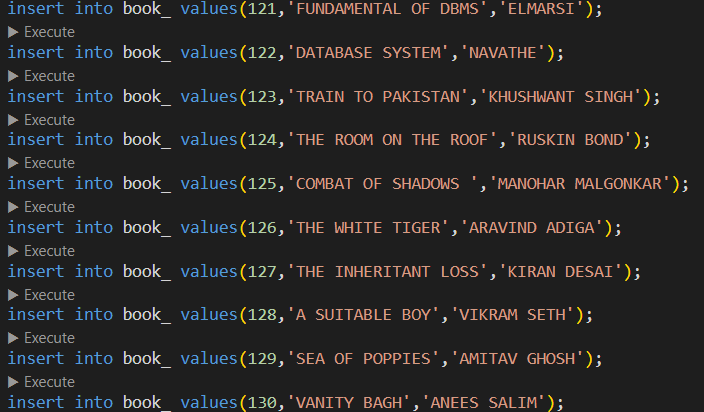 insert into book_ values(121,'FUNDAMENTAL OF DBMS','ELMARSI');
▶ Execute
insert into book_ values(122,'DATABASE SYSTEM','NAVATHE');
▶ Execute
insert into book_ values(123,'TRAIN TO PAKISTAN','KHUSHWANT SINGH');
▶ Execute
insert into book_ values(124,'THE ROOM ON THE ROOF','RUSKIN BOND');
▶ Execute
insert into book_ values(125,'COMBAT OF SHADOWS ','MANOHAR MALGONKAR');
▶ Execute
insert into book_ values(126,'THE WHITE TIGER','ARAVIND ADIGA');
▶ Execute
insert into book_ values(127,'THE INHERITANT LOSS','KIRAN DESAI');
▶ Execute
insert into book_ values(128,'A SUITABLE BOY','VIKRAM SETH');
▶ Execute
insert into book_ values(129,'SEA OF POPPIES','AMITAV GHOSH');
▶ Execute
insert into book_ values(130,'VANITY BAGH','ANEES SALIM');